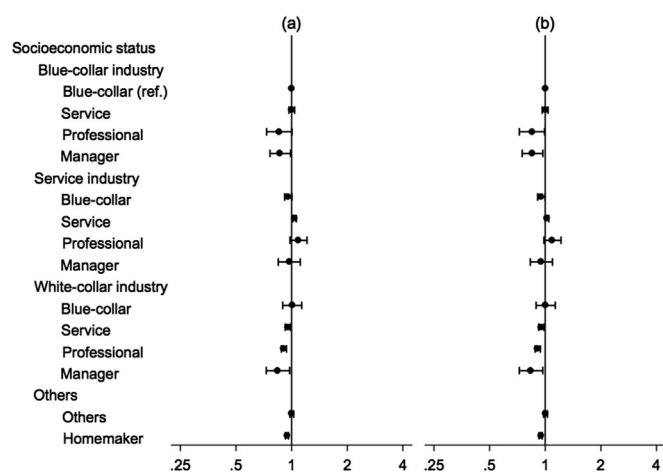 (a) (b)
Socioeconomic status
Blue-collar industry
Blue-collar (ref.)
Service
Professional
Manager
Service industry
Blue-collar
Service
Professional
Manager
White-collar industry
Blue-collar
Service
Professional
Manager
Others
Others
Homemaker
.25 .5 1 2 4 .25 .5 1 2 4